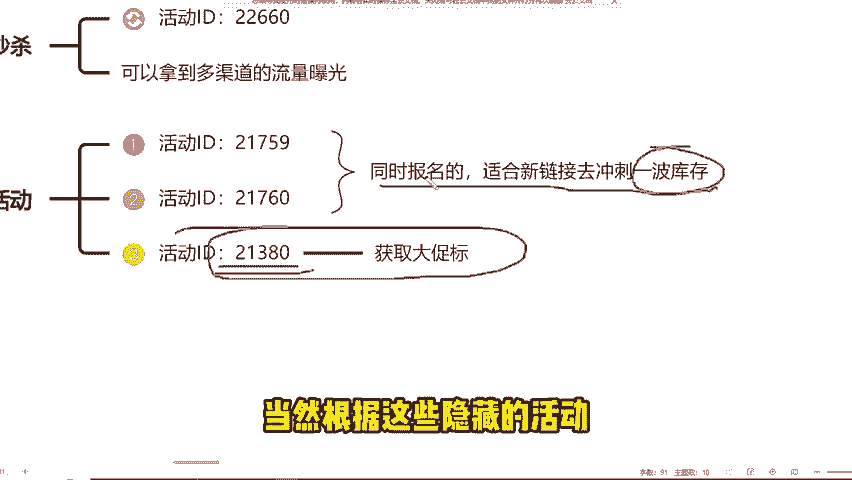 活动ID：22660
秒杀
可以拿到多渠道的流量曝光
1 活动ID：21759
同时报名的，适合新链接去冲刺一波库存
活动
2 活动ID：21760
3 活动ID：21380
获取大促标
当然根据这些隐藏的活动
字数：91 主题数：10